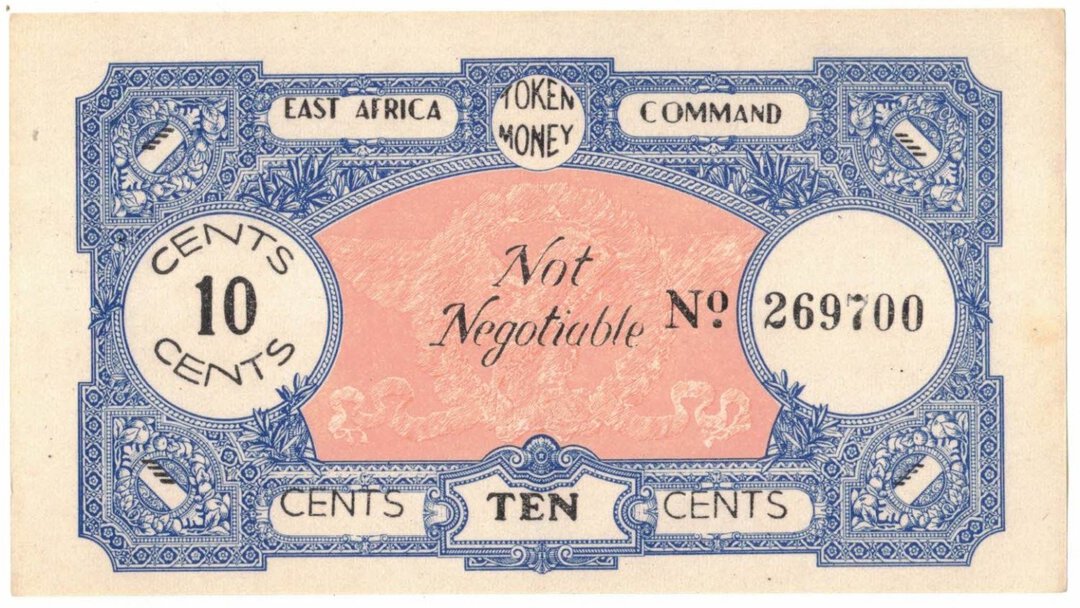 EAST AFRICA
TOKEN
MONEY
COMMAND
CENTS
10
CENTS
Not
Negotiable
Nº 269700
CENTS
TEN
CENTS